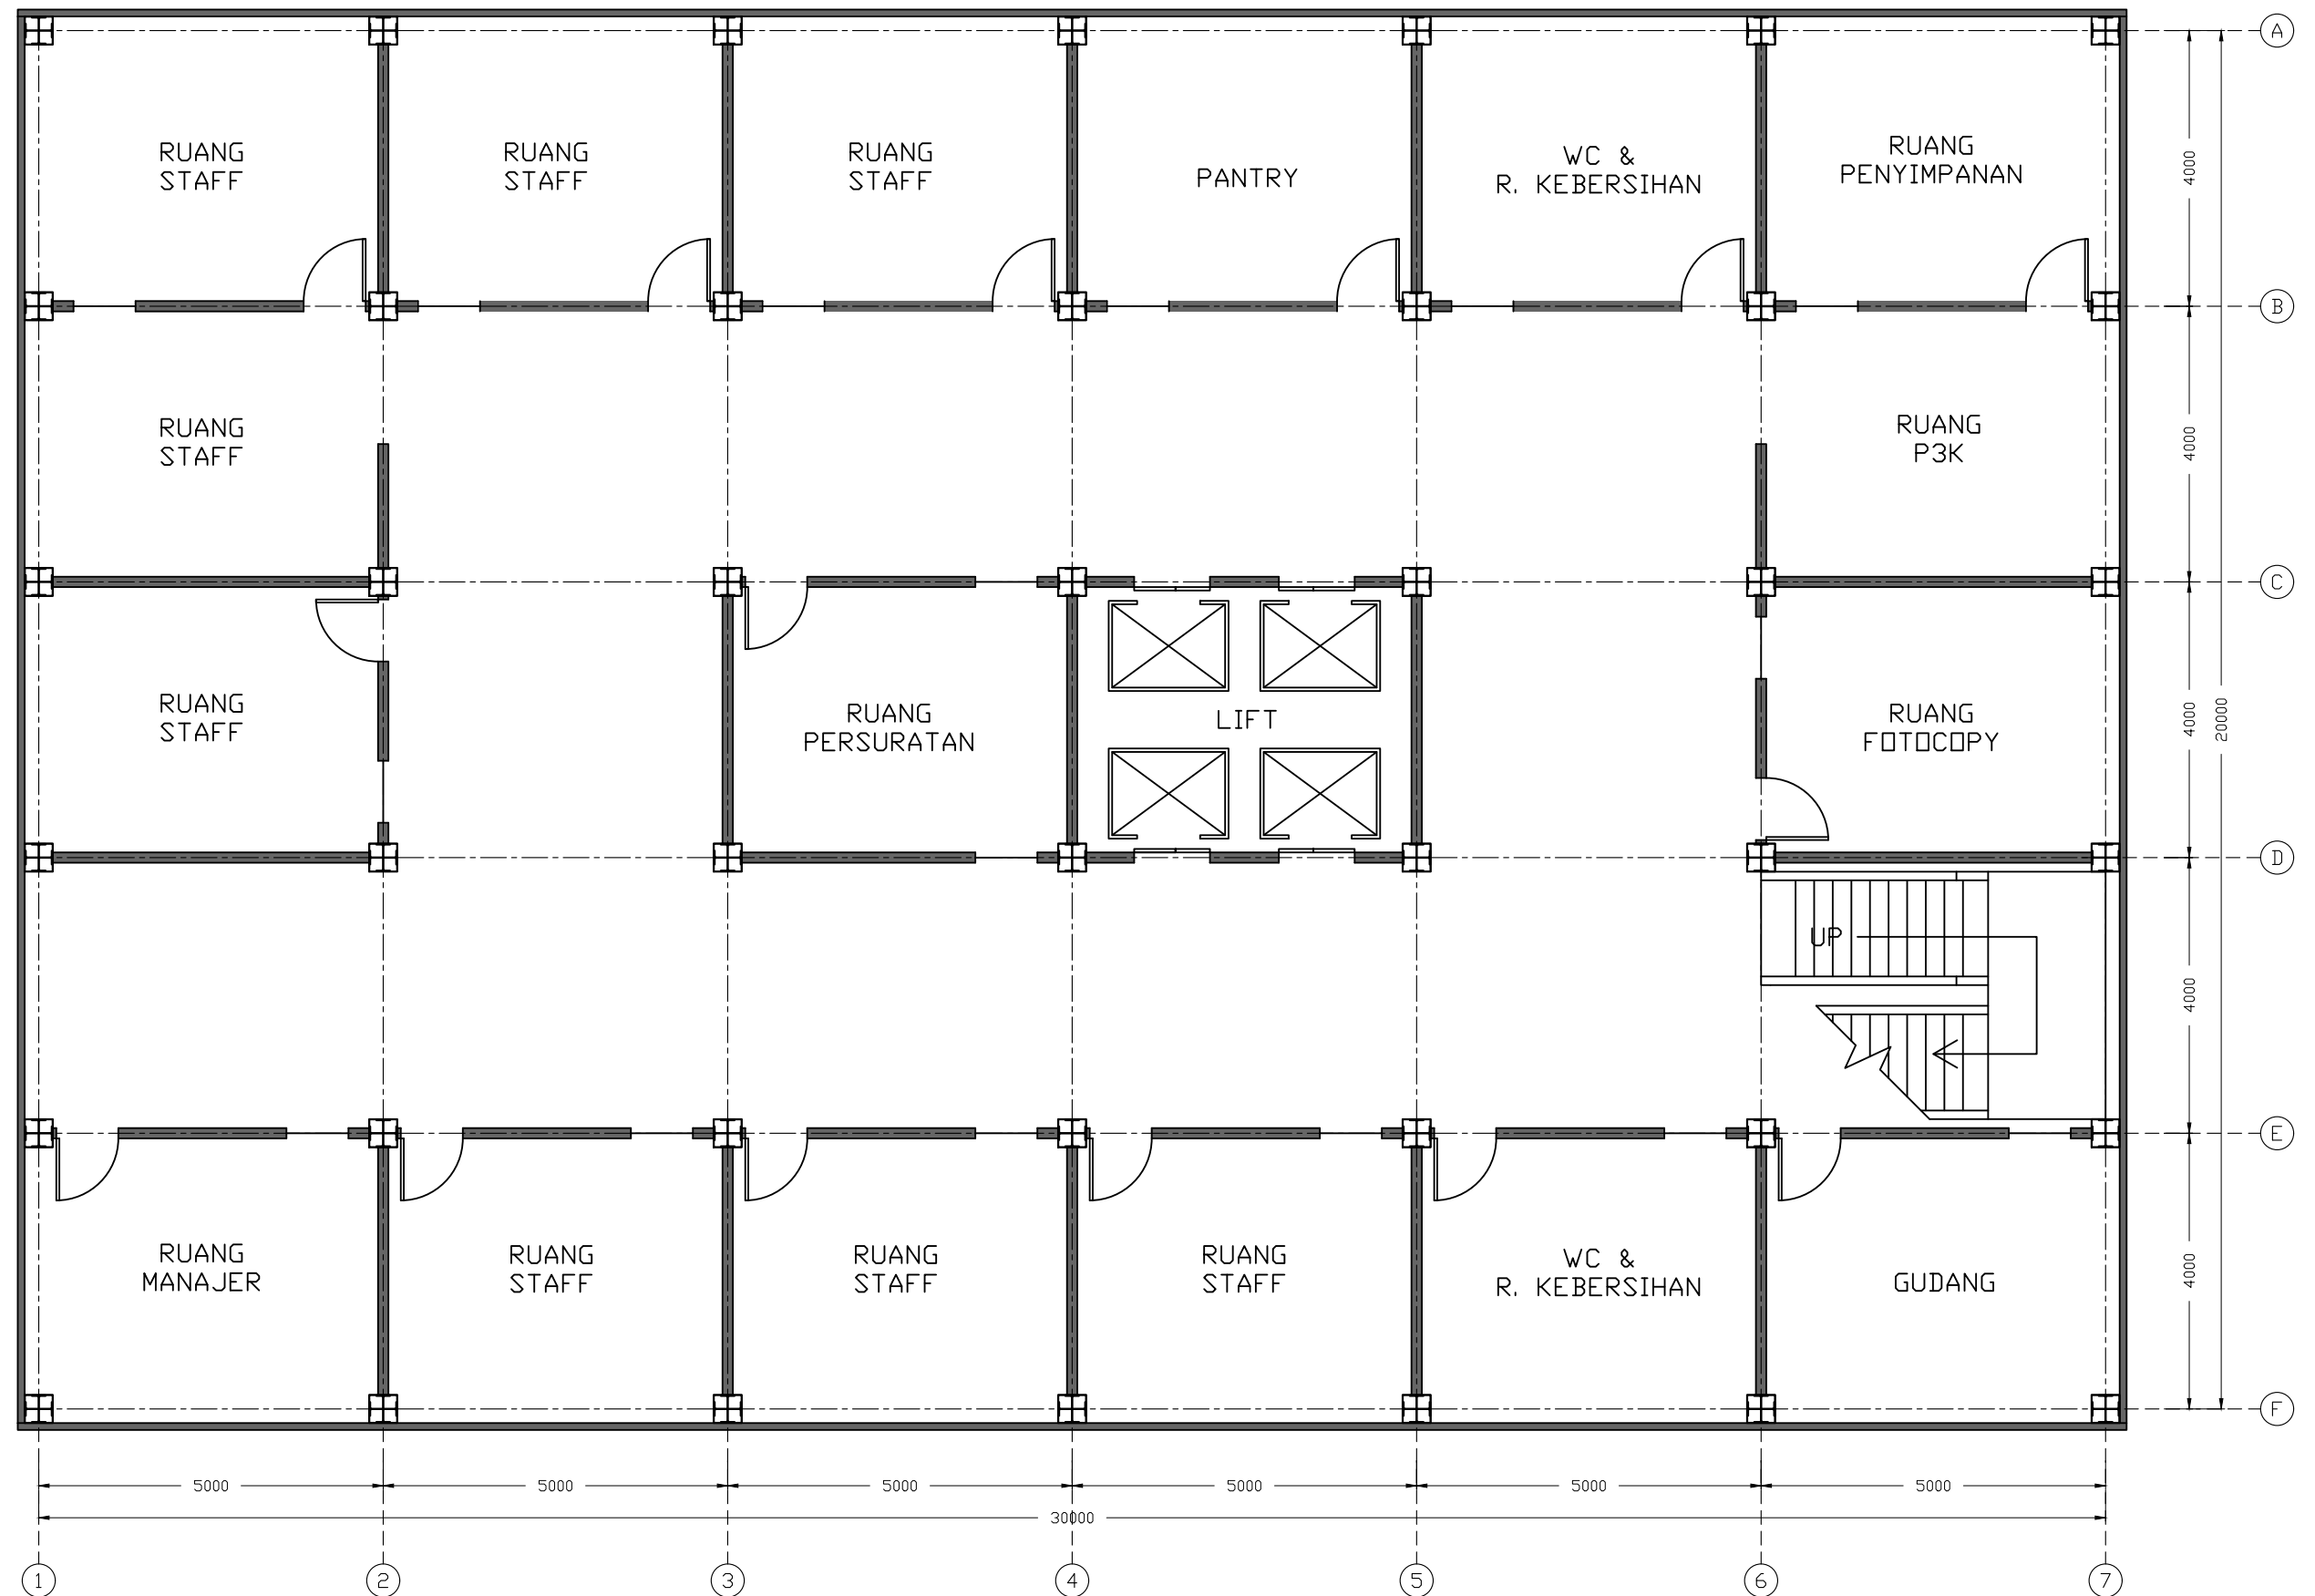 A
RUANG
STAFF
RUANG
STAFF
RUANG
STAFF
PANTRY
WC &
R. KEBERSIHAN
RUANG
PENYIMPANAN
4000
B
RUANG
STAFF
RUANG
P3K
4000
C
RUANG
STAFF
RUANG
PERSURATAN
LIFT
RUANG
FOTOCOPY
4000
20000
D
UP
4000
E
RUANG
MANAJER
RUANG
STAFF
RUANG
STAFF
RUANG
STAFF
WC &
R. KEBERSIHAN
GUDANG
4000
F
5000
5000
5000
5000
5000
5000
30000
1
2
3
4
5
6
7